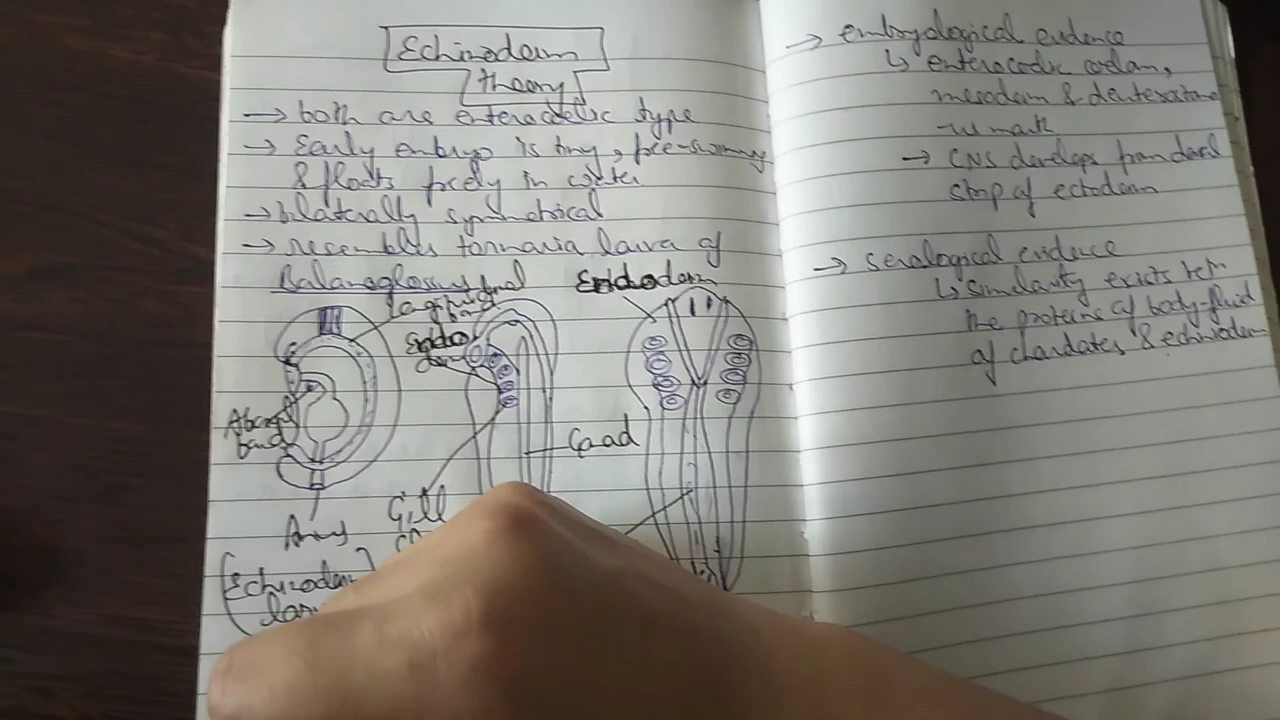 Echinoderm
theory
→ both are enterocoelic type
→ Early embryo is tiny, free-swimming
& floats freely in water
→ bilaterally symmetrical
→ resembles tornaria larva of
Balanoglossus
Endoderm
band
Gill
Anus
[Echinoderm
→ embryological evidence
↳ enterocoelic coelom,
mesoderm & deuterostome
→ CNS develops from dorsal
strip of ectoderm
→ serological evidence
↳ similarity exists
the proteins of body-fluid
of chordates & echinoderm